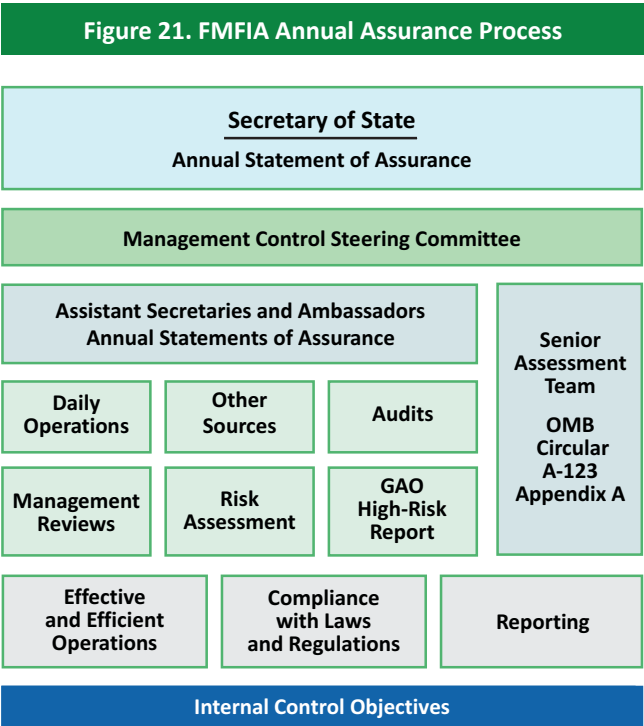 Figure 21. FMFIA Annual Assurance Process
Secretary of State
Annual Statement of Assurance
Management Control Steering Committee
Assistant Secretaries and Ambassadors
Annual Statements of Assurance
Senior
Assessment
Team
OMB
Circular
A-123
Appendix A
Daily
Operations
Other
Sources
Audits
Management
Reviews
Risk
Assessment
GAO
High-Risk
Report
Effective
and Efficient
Operations
Compliance
with Laws
and Regulations
Reporting
Internal Control Objectives